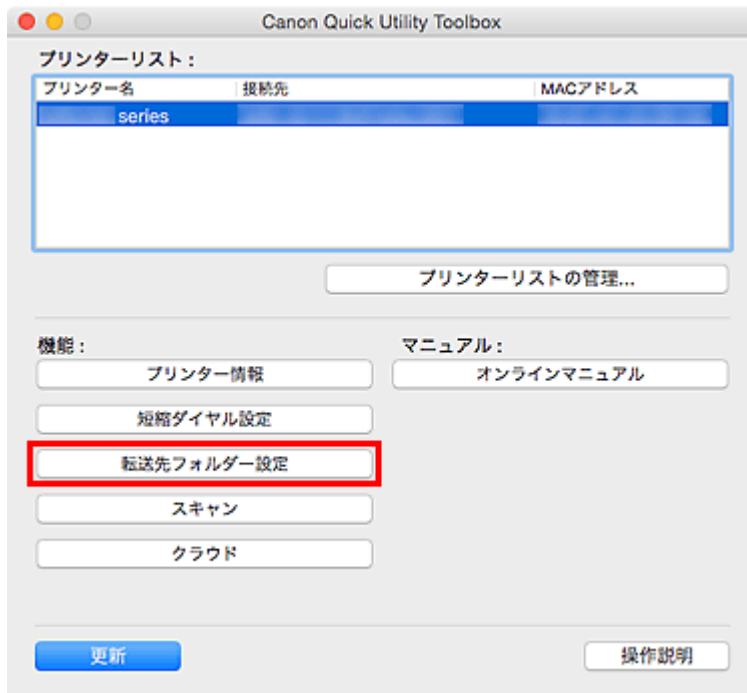 Canon Quick Utility Toolbox
プリンターリスト：
プリンター名 接続先 MACアドレス
series
プリンターリストの管理...
機能： マニュアル：
プリンター情報 オンラインマニュアル
短縮ダイヤル設定
転送先フォルダー設定
スキャン
クラウド
更新 操作説明